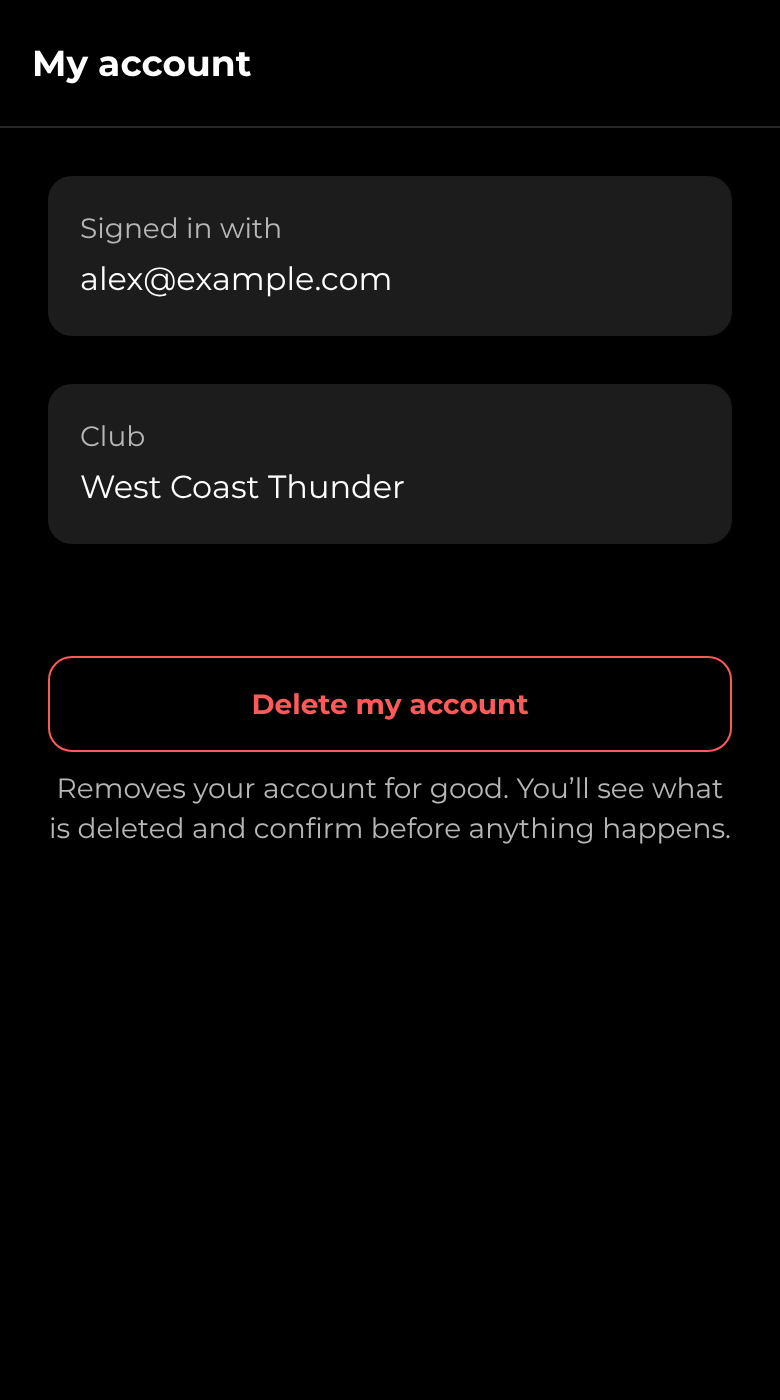 My account
Signed in with
alex@example.com
Club
West Coast Thunder
Delete my account
Removes your account for good. You’ll see what
is deleted and confirm before anything happens.